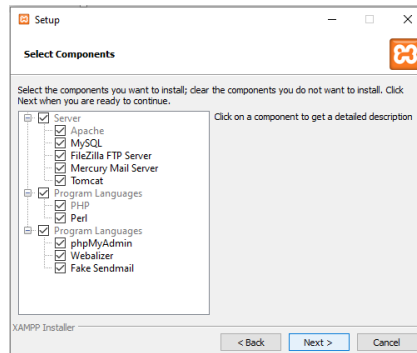 Setup
Select Components
Select the components you want to install; clear the components you do not want to install. Click
Next when you are ready to continue.
Server
Apache
MySQL
FileZilla FTP Server
Mercury Mail Server
Tomcat
Program Languages
PHP
Perl
Program Languages
phpMyAdmin
Webalizer
Fake Sendmail
Click on a component to get a detailed description
XAMPP Installer
< Back
Next >
Cancel